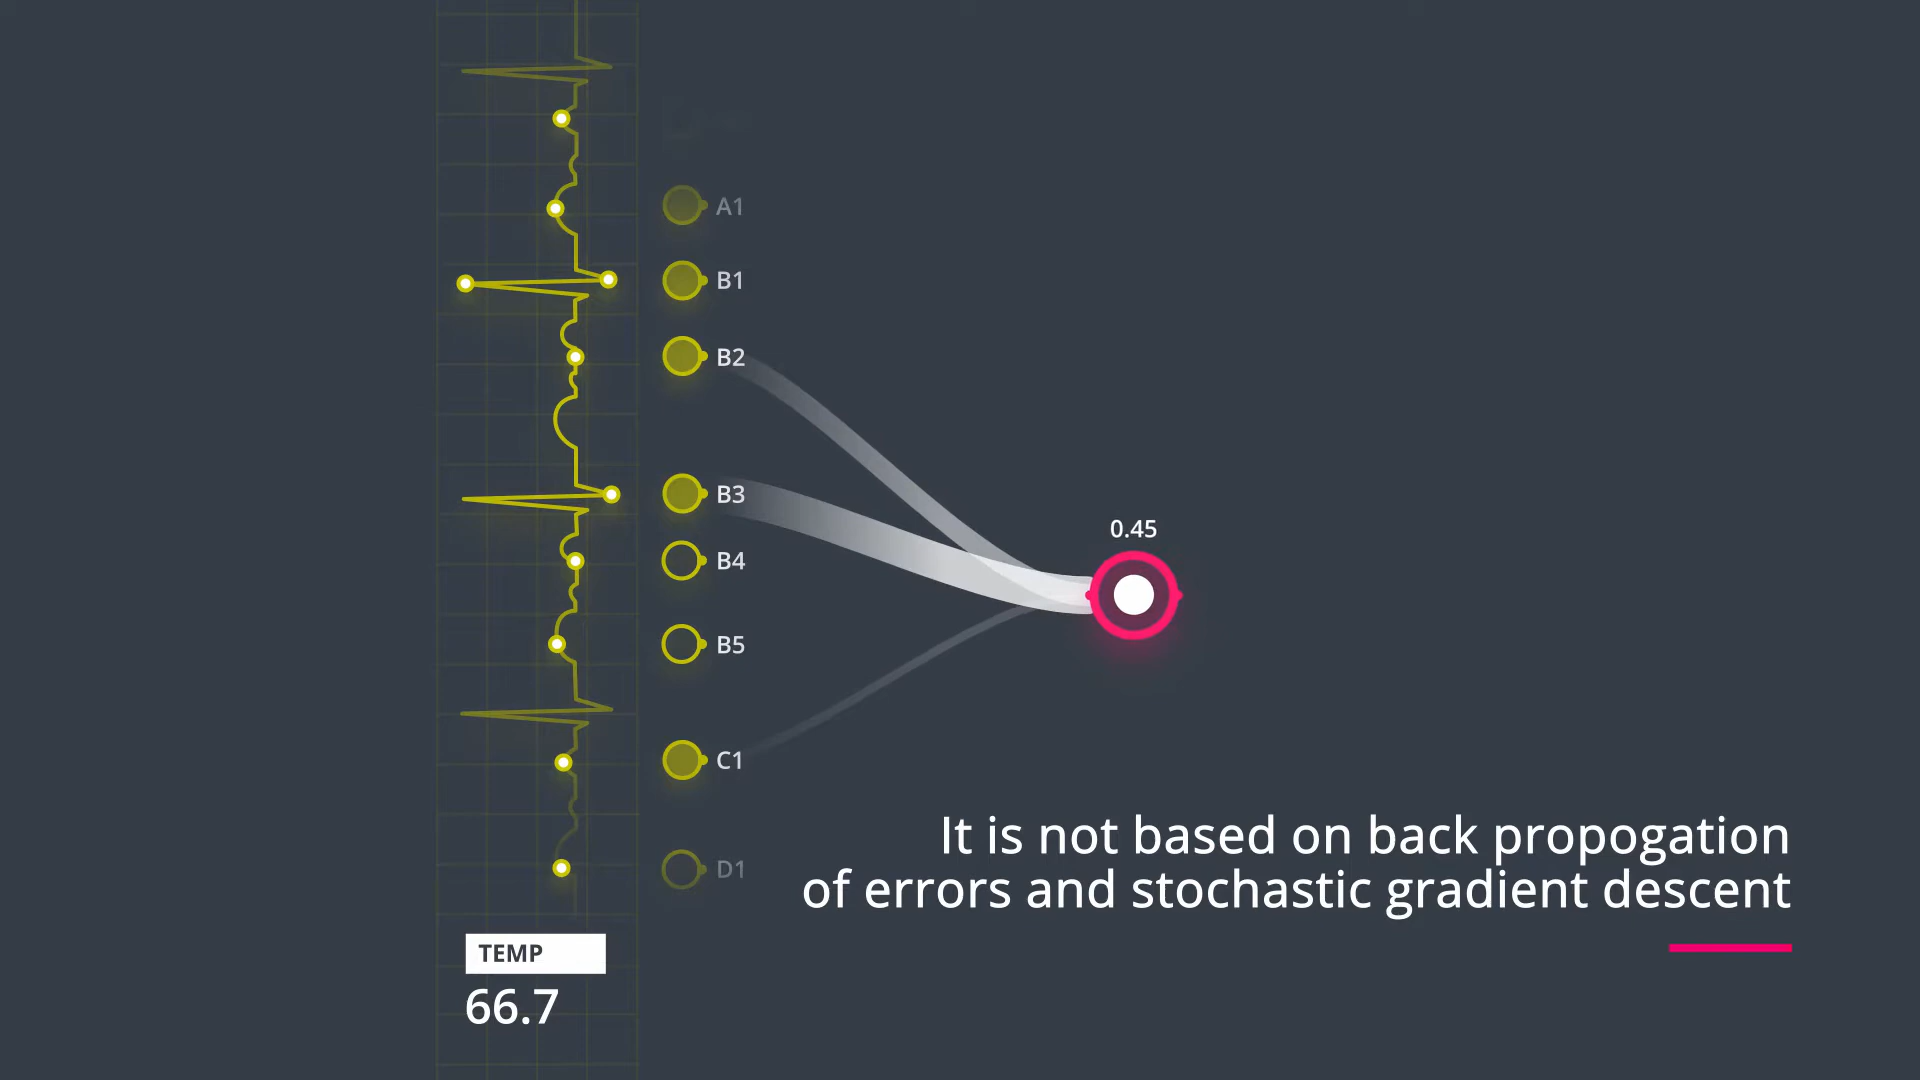 A1
B1
B2
B3
B4
B5
C1
D1
0.45
It is not based on back propogation
of errors and stochastic gradient descent
TEMP
66.7